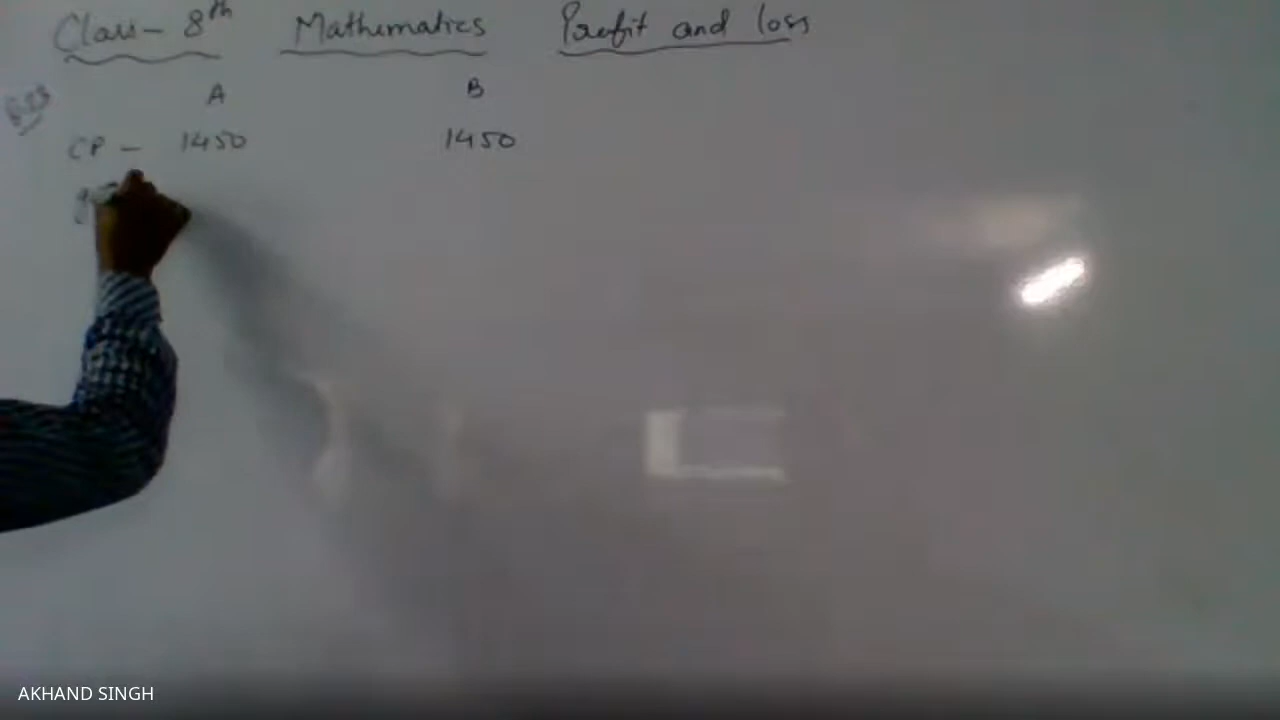 Class - 8th Mathematics Profit and loss
A B
CP - 1450 1450
AKHAND SINGH